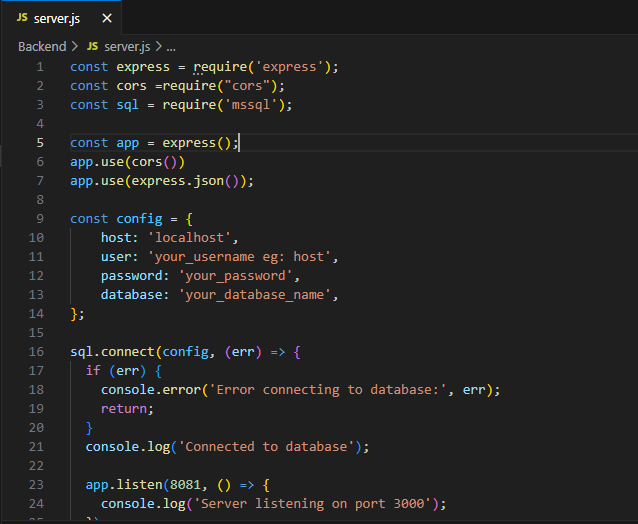 JS server.js ×
Backend > JS server.js > ...
1 const express = require('express');
2 const cors =require("cors");
3 const sql = require('mssql');
4
5 const app = express();
6 app.use(cors())
7 app.use(express.json());
8
9 const config = {
10 host: 'localhost',
11 user: 'your_username eg: host',
12 password: 'your_password',
13 database: 'your_database_name',
14 };
15
16 sql.connect(config, (err) => {
17 if (err) {
18 console.error('Error connecting to database:', err);
19 return;
20 }
21 console.log('Connected to database');
22
23 app.listen(8081, () => {
24 console.log('Server listening on port 3000');
25 })